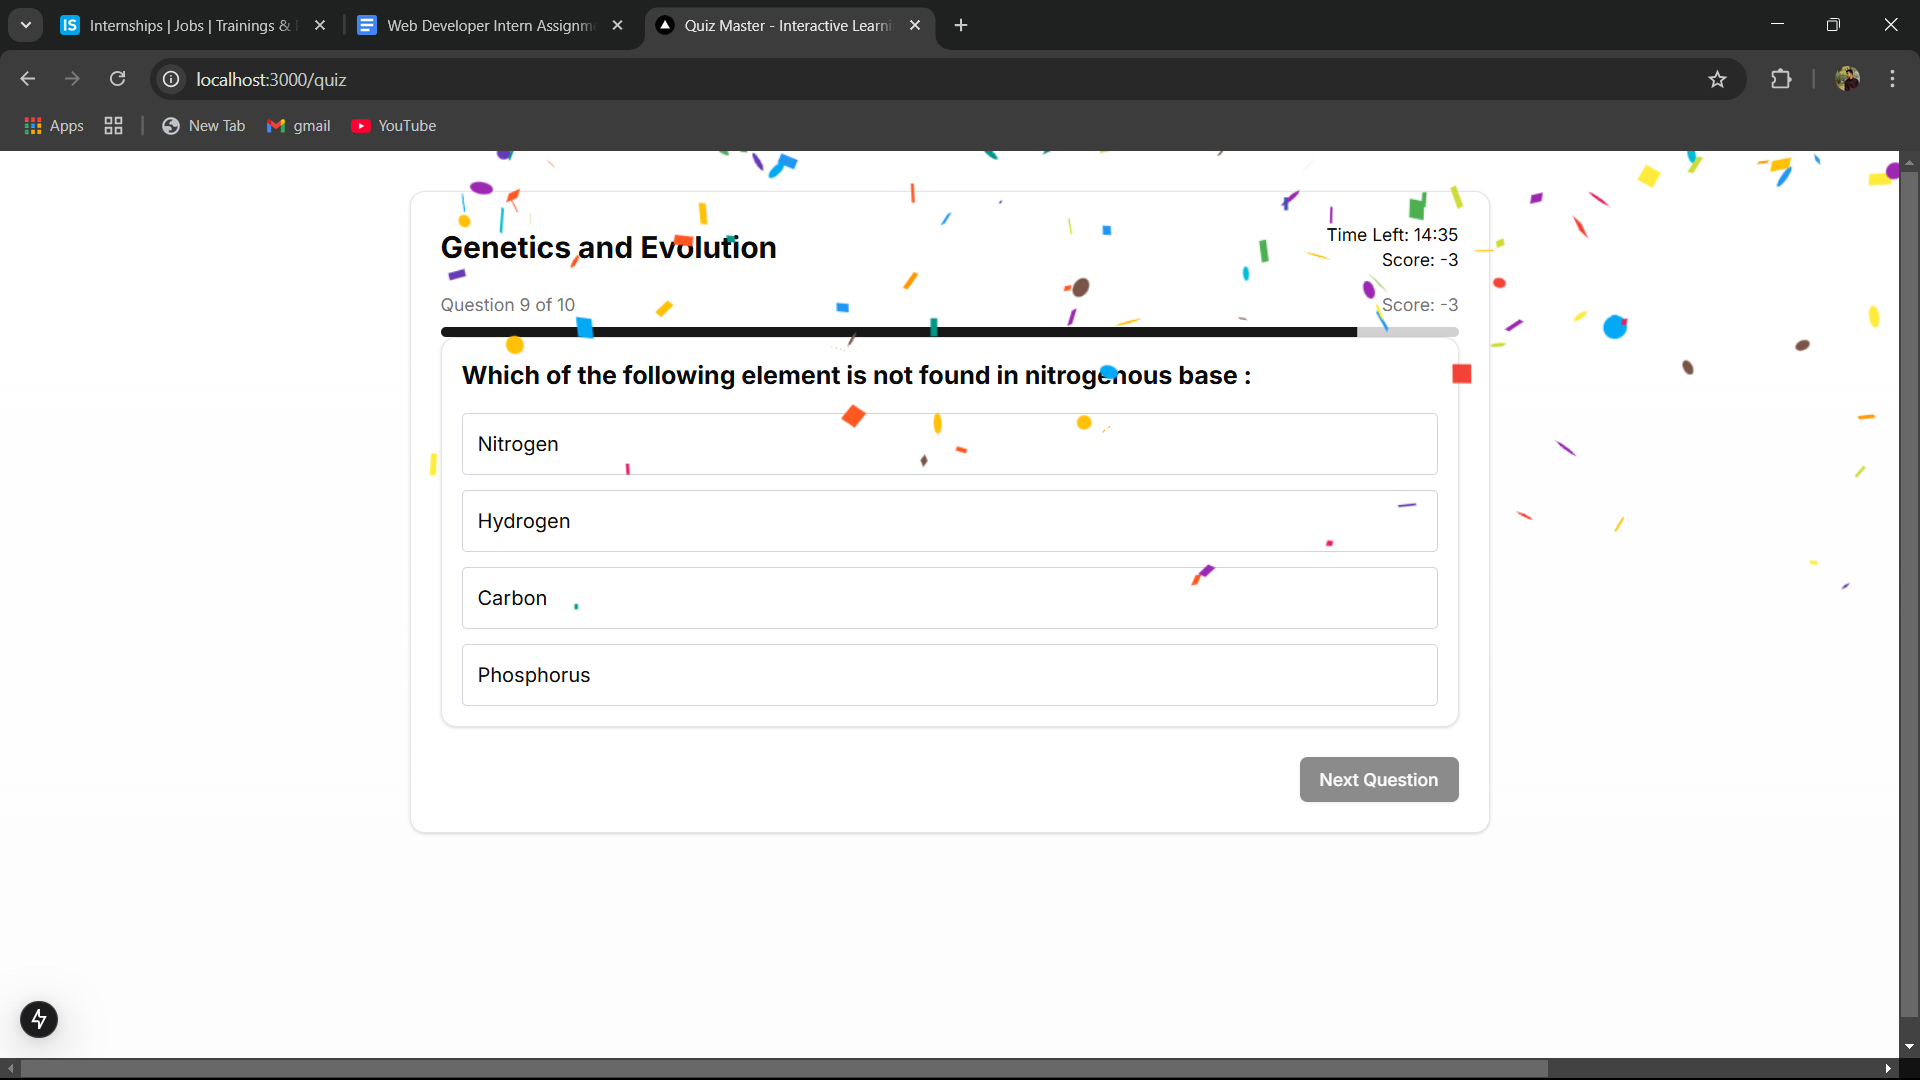 IS Internships | Jobs | Trainings &
Web Developer Intern Assignm
Quiz Master - Interactive Learni
localhost:3000/quiz
Apps
New Tab
gmail
YouTube
Genetics and Evolution
Time Left: 14:35
Score: -3
Question 9 of 10
Score: -3
Which of the following element is not found in nitrogenous base :
Nitrogen
Hydrogen
Carbon
Phosphorus
Next Question